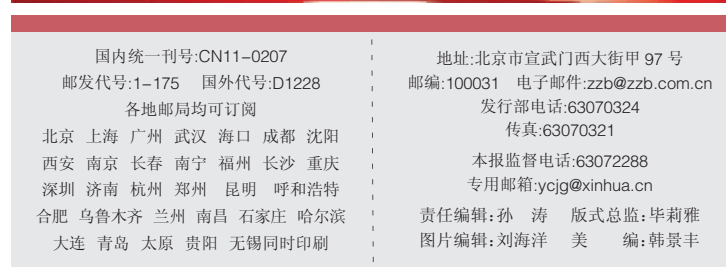 国内统一刊号:CN11-0207
邮发代号:1-175 国外代号:D1228
各地邮局均可订阅
北京 上海 广州 武汉 海口 成都 沈阳
西安 南京 长春 南宁 福州 长沙 重庆
深圳 济南 杭州 郑州 昆明 呼和浩特
合肥 乌鲁木齐 兰州 南昌 石家庄 哈尔滨
大连 青岛 太原 贵阳 无锡同时印刷
地址:北京市宣武门西大街甲 97 号
邮编:100031 电子邮件:zzb@zzb.com.cn
发行部电话:63070324
传真:63070321
本报监督电话:63072288
专用邮箱:ycjg@xinhua.cn
责任编辑:孙 涛 版式总监:毕莉雅
图片编辑:刘海洋 美 编:韩景丰